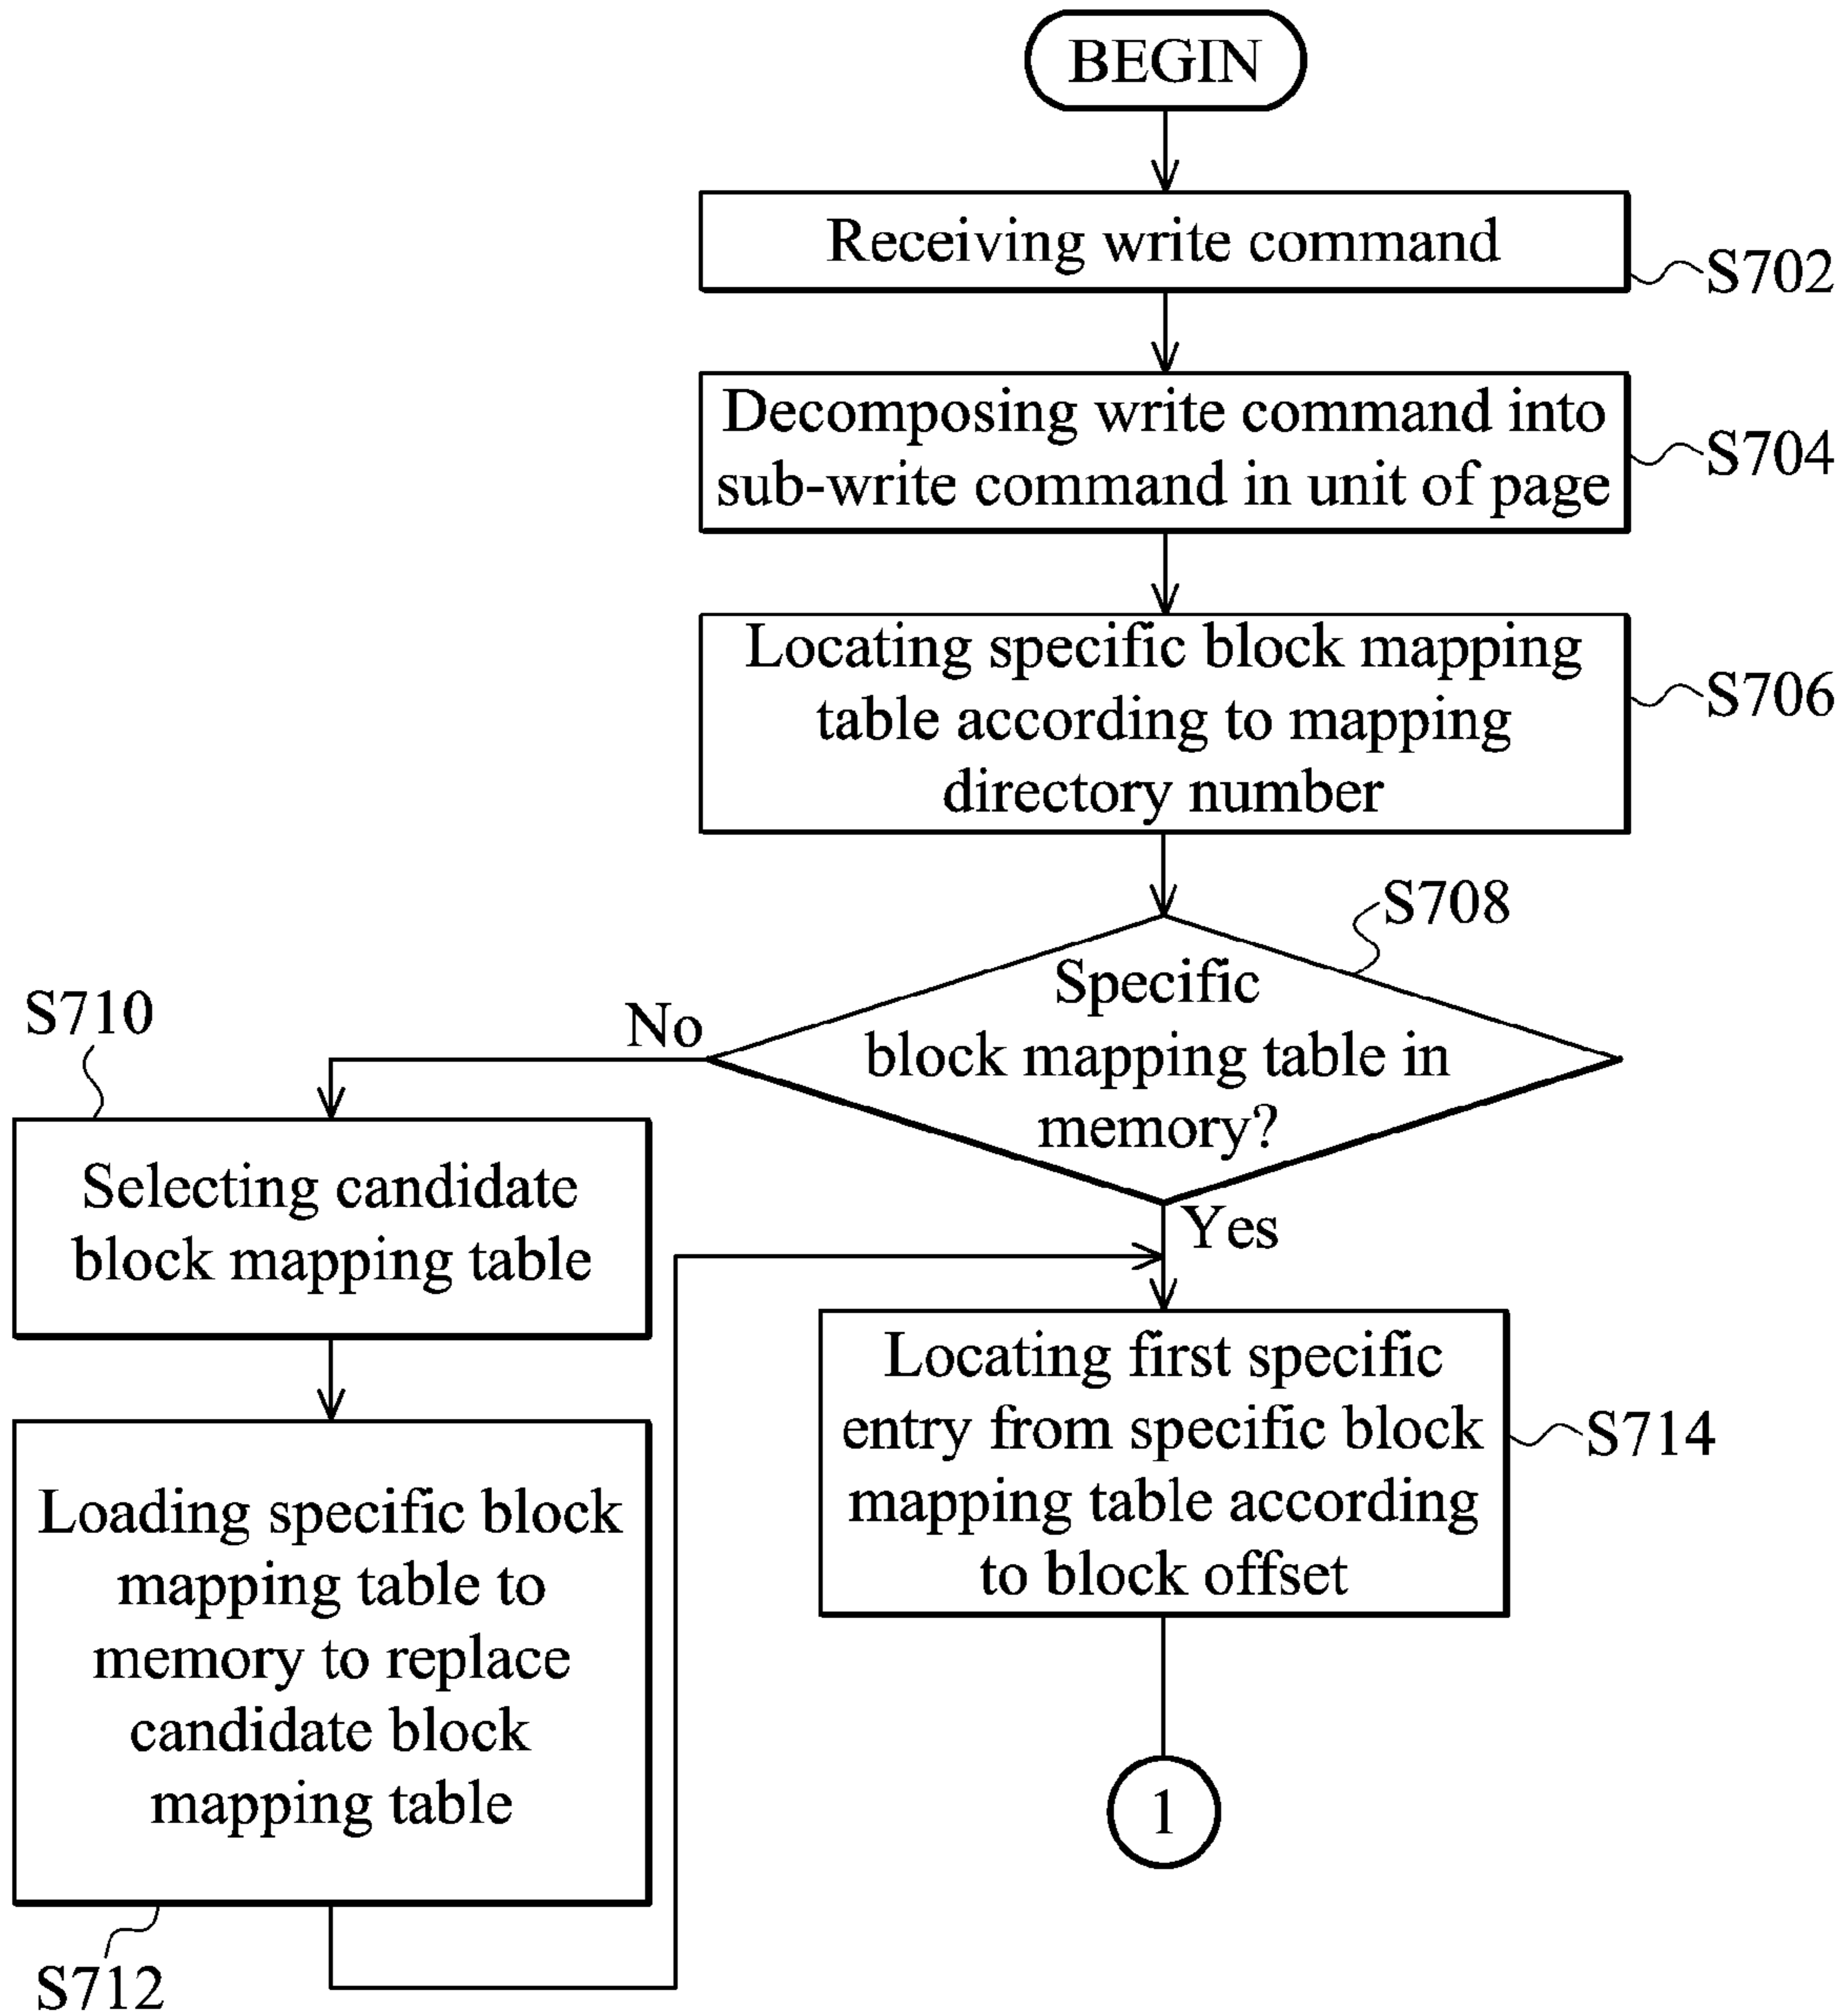 BEGIN
Receiving write command
S702
Decomposing write command into
sub-write command in unit of page
S704
Locating specific block mapping
table according to mapping
directory number
S706
S708
Specific
block mapping table in
memory?
No
Yes
S710
Selecting candidate
block mapping table
Loading specific block
mapping table to
memory to replace
candidate block
mapping table
S712
Locating first specific
entry from specific block
mapping table according
to block offset
S714
1